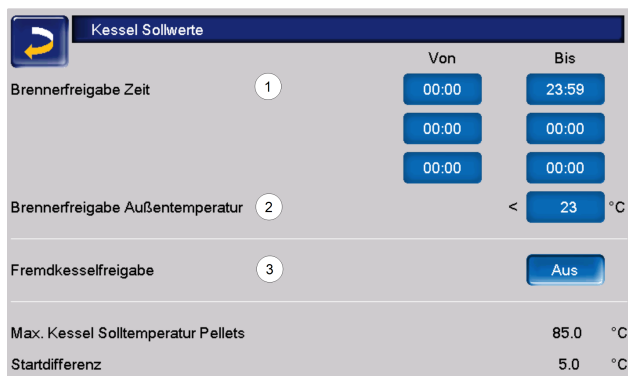 Kessel Sollwerte
Von Bis
Brennerfreigabe Zeit 1 00:00 23:59
00:00 00:00
00:00 00:00
Brennerfreigabe Außentemperatur 2 < 23 °C
Fremdkesselfreigabe 3 Aus
Max. Kessel Solltemperatur Pellets 85.0 °C
Startdifferenz 5.0 °C